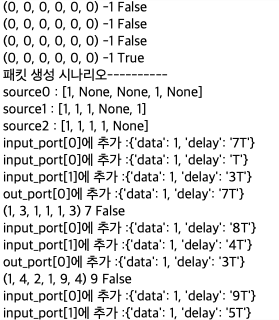 (0, 0, 0, 0, 0, 0) -1 False
(0, 0, 0, 0, 0, 0) -1 False
(0, 0, 0, 0, 0, 0) -1 False
(0, 0, 0, 0, 0, 0) -1 True
패킷 생성 시나리오----------
source0 : [1, None, None, 1, None]
source1 : [1, 1, 1, None, 1]
source2 : [1, 1, 1, 1, None]
input_port[0]에 추가 :{'data': 1, 'delay': '7T'}
input_port[0]에 추가 :{'data': 1, 'delay': 'T'}
input_port[1]에 추가 :{'data': 1, 'delay': '3T'}
out_port[0]에 추가 :{'data': 1, 'delay': '7T'}
(1, 3, 1, 1, 1, 3) 7 False
input_port[0]에 추가 :{'data': 1, 'delay': '8T'}
input_port[1]에 추가 :{'data': 1, 'delay': '4T'}
out_port[0]에 추가 :{'data': 1, 'delay': '3T'}
(1, 4, 2, 1, 9, 4) 9 False
input_port[0]에 추가 :{'data': 1, 'delay': '9T'}
input_port[1]에 추가 :{'data': 1, 'delay': '5T'}